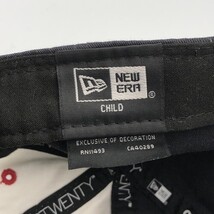 NEW
ERA®
CHILD
EXCLUSIVE OF DECORATION
RN11493 CA40289
TWENTY